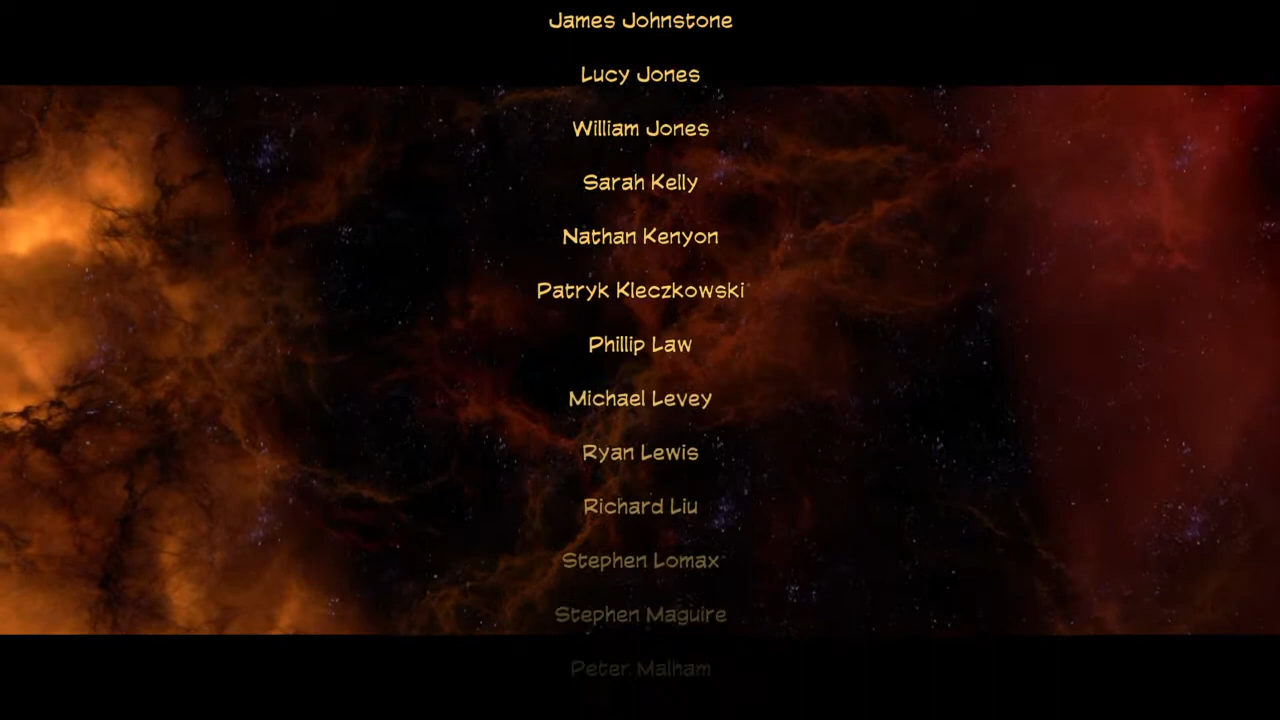 James Johnstone
Lucy Jones
William Jones
Sarah Kelly
Nathan Kenyon
Patryk Kleczkowski
Phillip Law
Michael Levey
Ryan Lewis
Richard Liu
Stephen Lomax
Stephen Maguire
Peter Malham